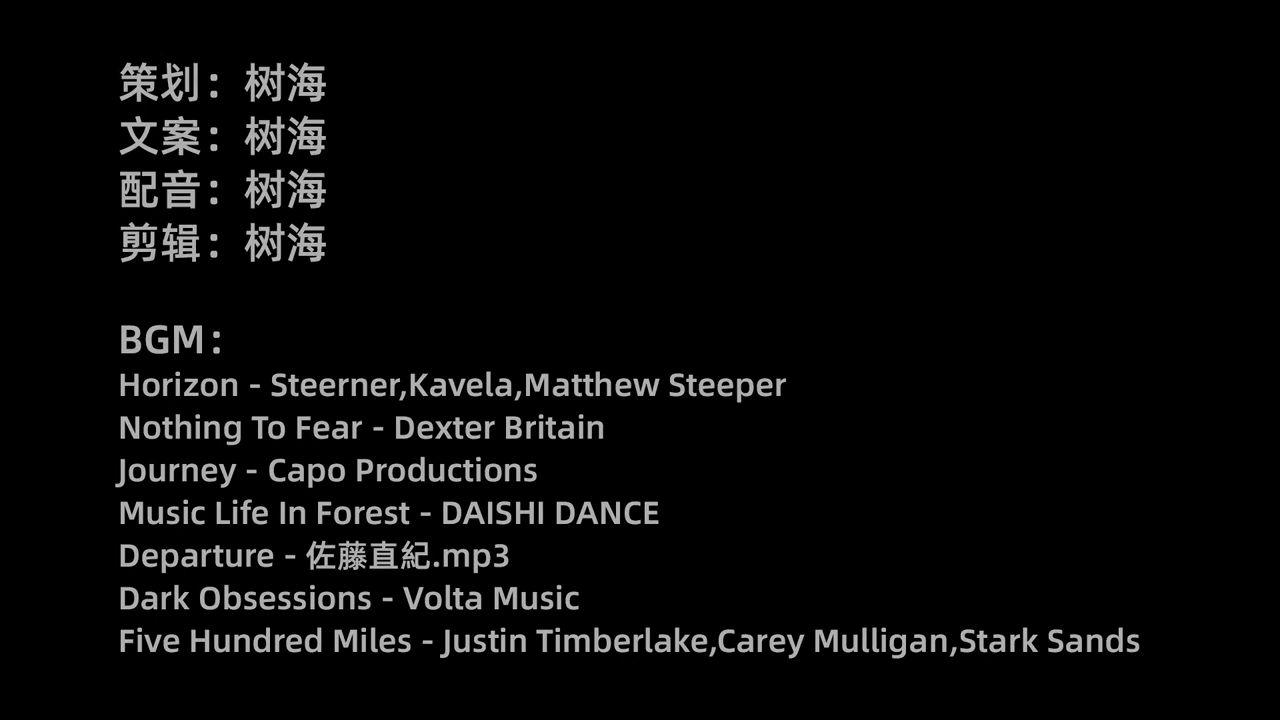 策划：树海
文案：树海
配音：树海
剪辑：树海
BGM：
Horizon - Steerner,Kavela,Matthew Steeper
Nothing To Fear - Dexter Britain
Journey - Capo Productions
Music Life In Forest - DAISHI DANCE
Departure - 佐藤直紀.mp3
Dark Obsessions - Volta Music
Five Hundred Miles - Justin Timberlake,Carey Mulligan,Stark Sands